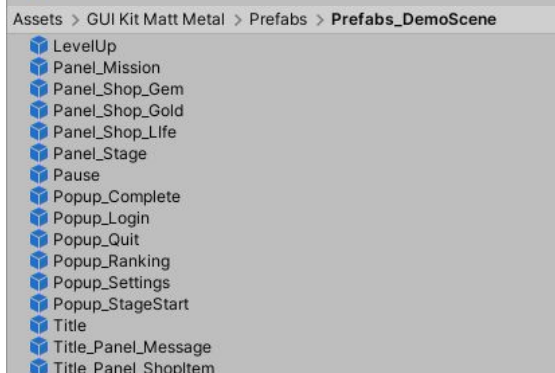 Assets > GUI Kit Matt Metal > Prefabs > Prefabs_DemoScene
LevelUp
Panel_Mission
Panel_Shop_Gem
Panel_Shop_Gold
Panel_Shop_LIfe
Panel_Stage
Pause
Popup_Complete
Popup_Login
Popup_Quit
Popup_Ranking
Popup_Settings
Popup_StageStart
Title
Title_Panel_Message
Title_Panel_ShopItem